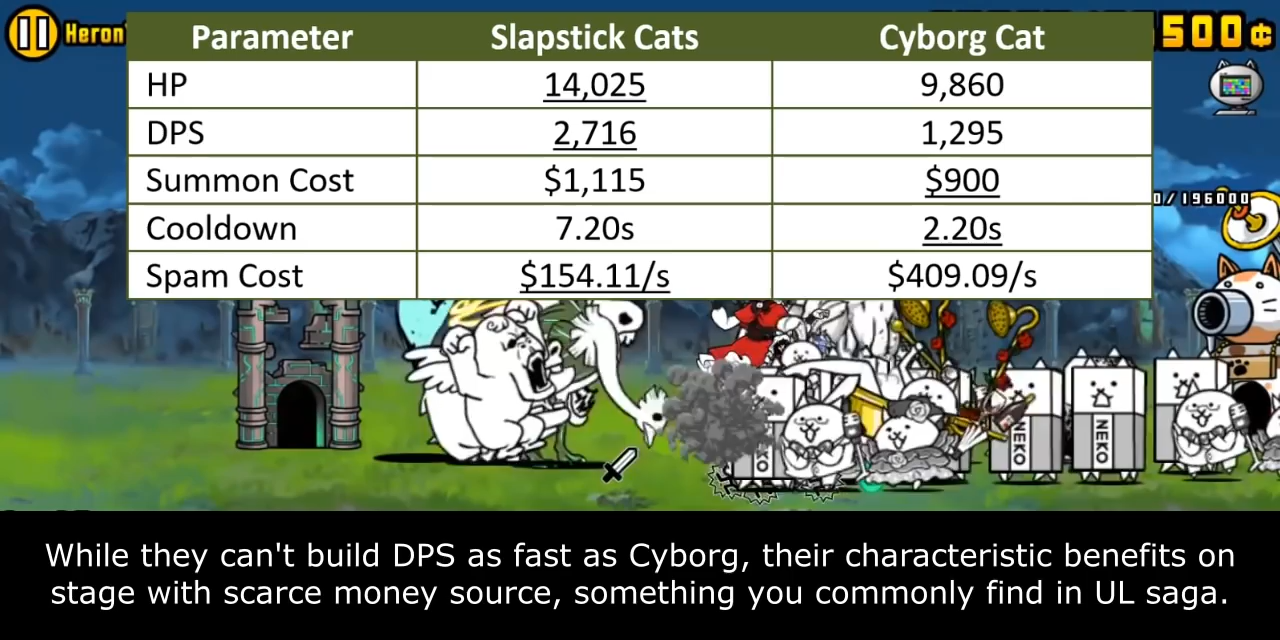 Heron
500¢
Parameter Slapstick Cats Cyborg Cat
HP 14,025 9,860
DPS 2,716 1,295
Summon Cost $1,115 $900
Cooldown 7.20s 2.20s
Spam Cost $154.11/s $409.09/s
0/196000
NEKO
NEKO
While they can't build DPS as fast as Cyborg, their characteristic benefits on
stage with scarce money source, something you commonly find in UL saga.